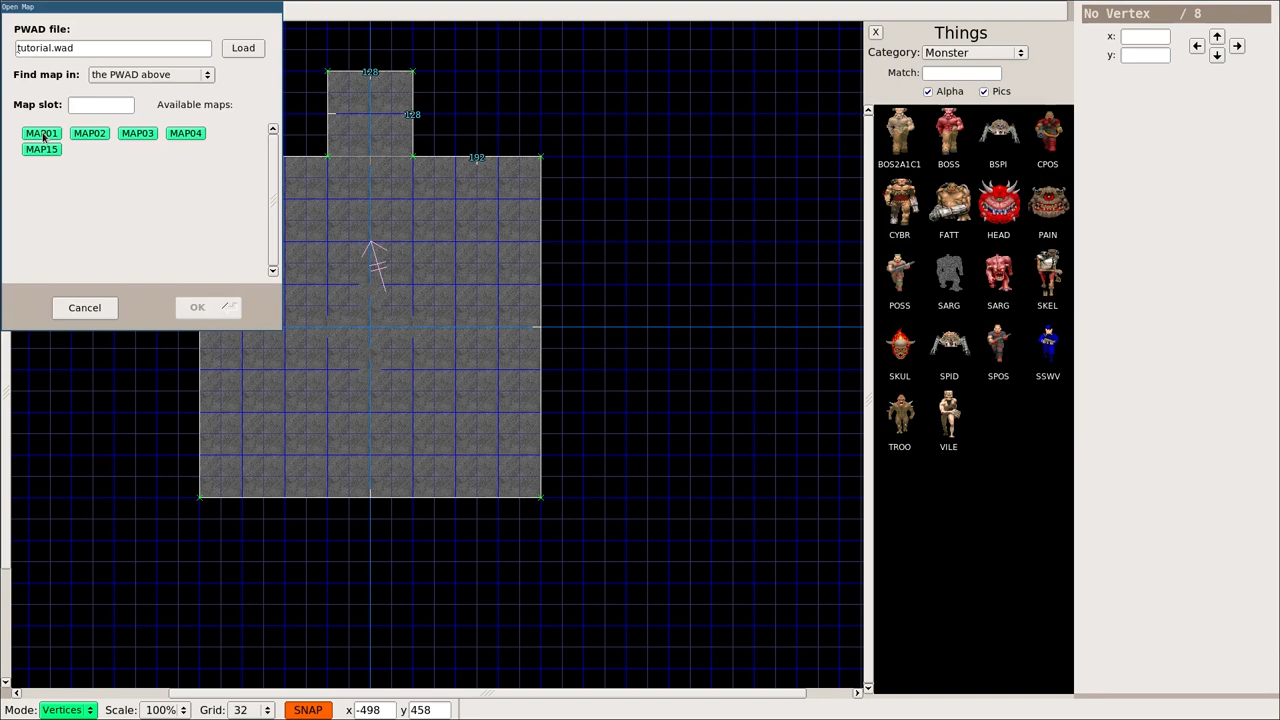 Open Map
PWAD file:
tutorial.wad
Load
Find map in:
the PWAD above
Map slot:
Available maps:
MAP01 MAP02 MAP03 MAP04
MAP15
Cancel
OK
128
128
192
X
Things
Category: Monster
Match:
Alpha
Pics
BOS2A1C1 BOSS BSPI CPOS
CYBR FATT HEAD PAIN
POSS SARG SARG SKEL
SKUL SPID SPOS SSWV
TROO VILE
No Vertex / 8
x:
y:
Mode: Vertices Scale: 100% Grid: 32 SNAP x -498 y 458